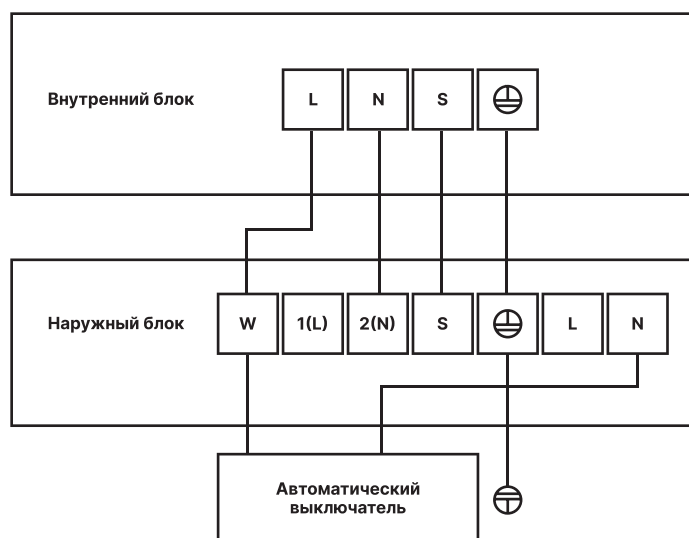 Внутренний блок
L N S
Наружный блок
W 1(L) 2(N) S L N
Автоматический
выключатель